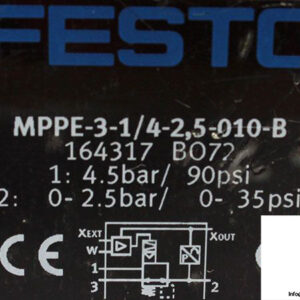 FESTO
MPPE-3-1/4-2,5-010-B
164317 BO72
1: 4.5bar/ 90psi
2: 0- 2.5bar/ 0- 35psi
XEXT XOUT
W
1
3 2
CE